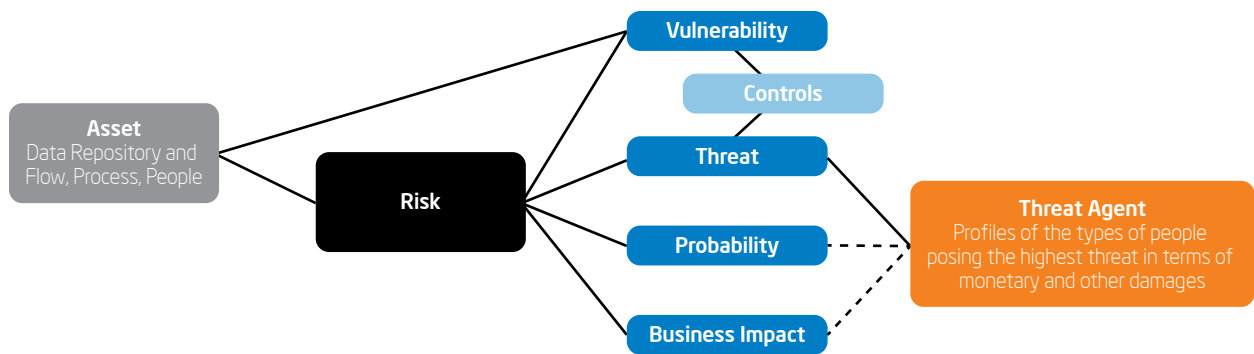 Asset
Data Repository and
Flow, Process, People
Risk
Vulnerability
Controls
Threat
Probability
Business Impact
Threat Agent
Profiles of the types of people
posing the highest threat in terms of
monetary and other damages